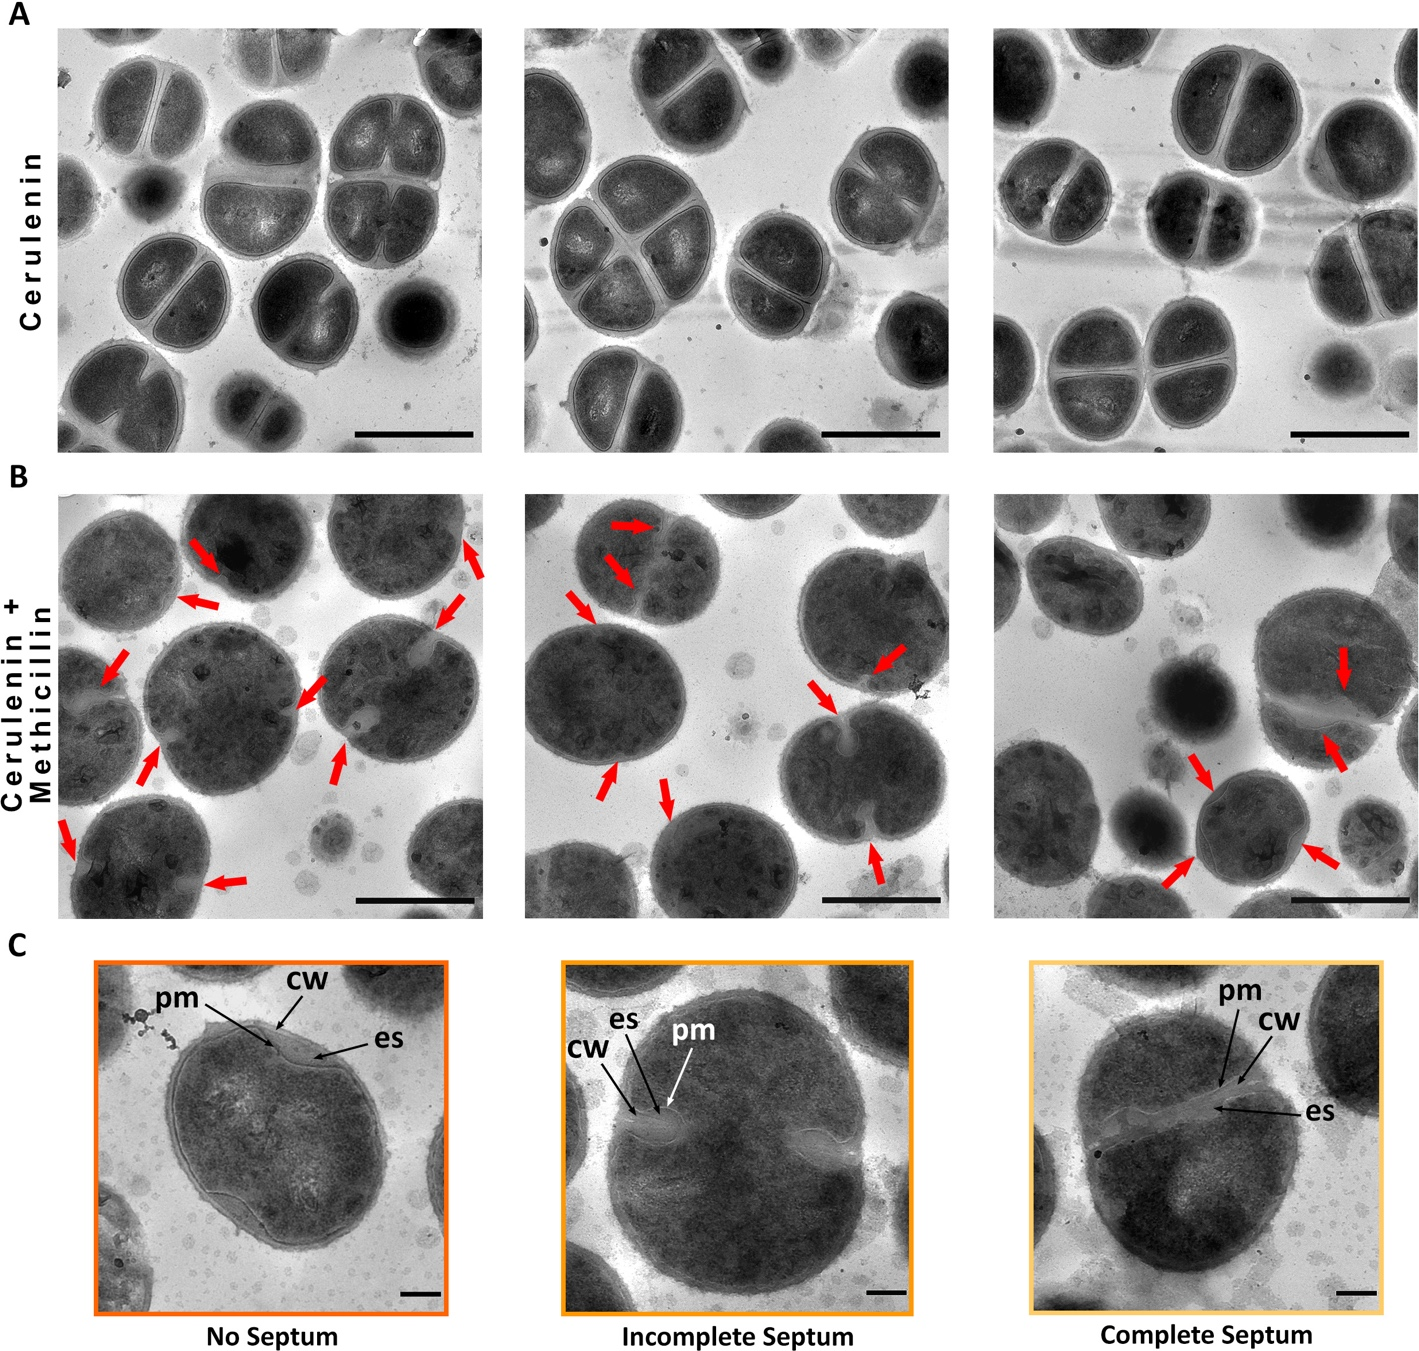 A
Cerulenin
B
Cerulenin +
Methicillin
C
pm
cw
es
es
pm
cw
pm
cw
es
No Septum
Incomplete Septum
Complete Septum